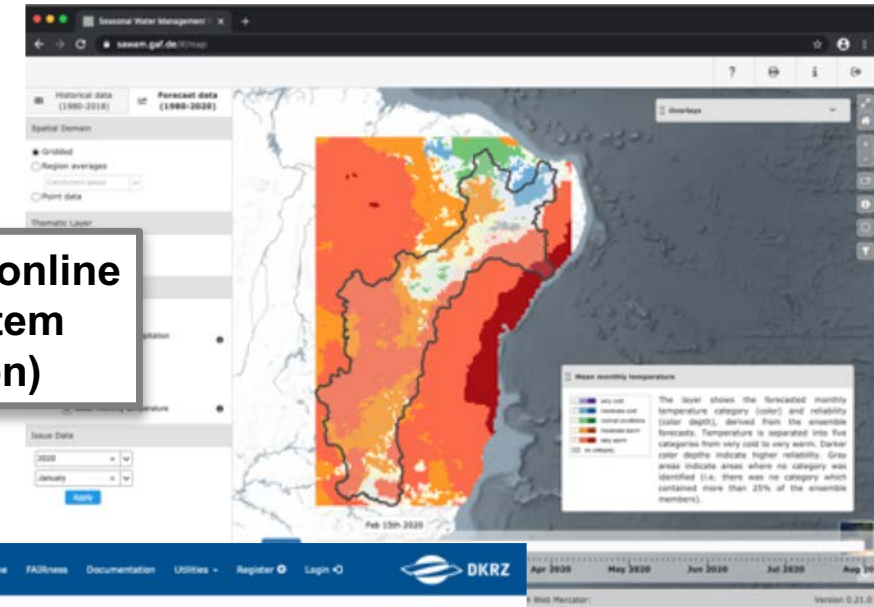 Seasonal Water Management
sawam.gaf.de/#/map
Historical data
(1980-2018)
Forecast data
(1980-2020)
Spatial Domain
Gridded
Region averages
Catchment areas
Point data
Thematic Layer
online
tem
n)
Issue Date
2020
January
Apply
Overlays
Mean monthly temperature
very cold
moderate cold
normal conditions
moderate warm
very warm
no category
The layer shows the forecasted monthly
temperature category (color) and reliability
(color depth), derived from the ensemble
forecasts. Temperature is separated into five
categories from very cold to very warm. Darker
color depths indicate higher reliability. Gray
areas indicate areas where no category was
identified (i.e. there was no category which
contained more than 25% of the ensemble
members).
Feb 15th 2020
FAIRness Documentation Utilities Register Login DKRZ
Apr 2020 May 2020 Jun 2020 Jul 2020 Aug 20
Web Mercator: Version 0.21.0